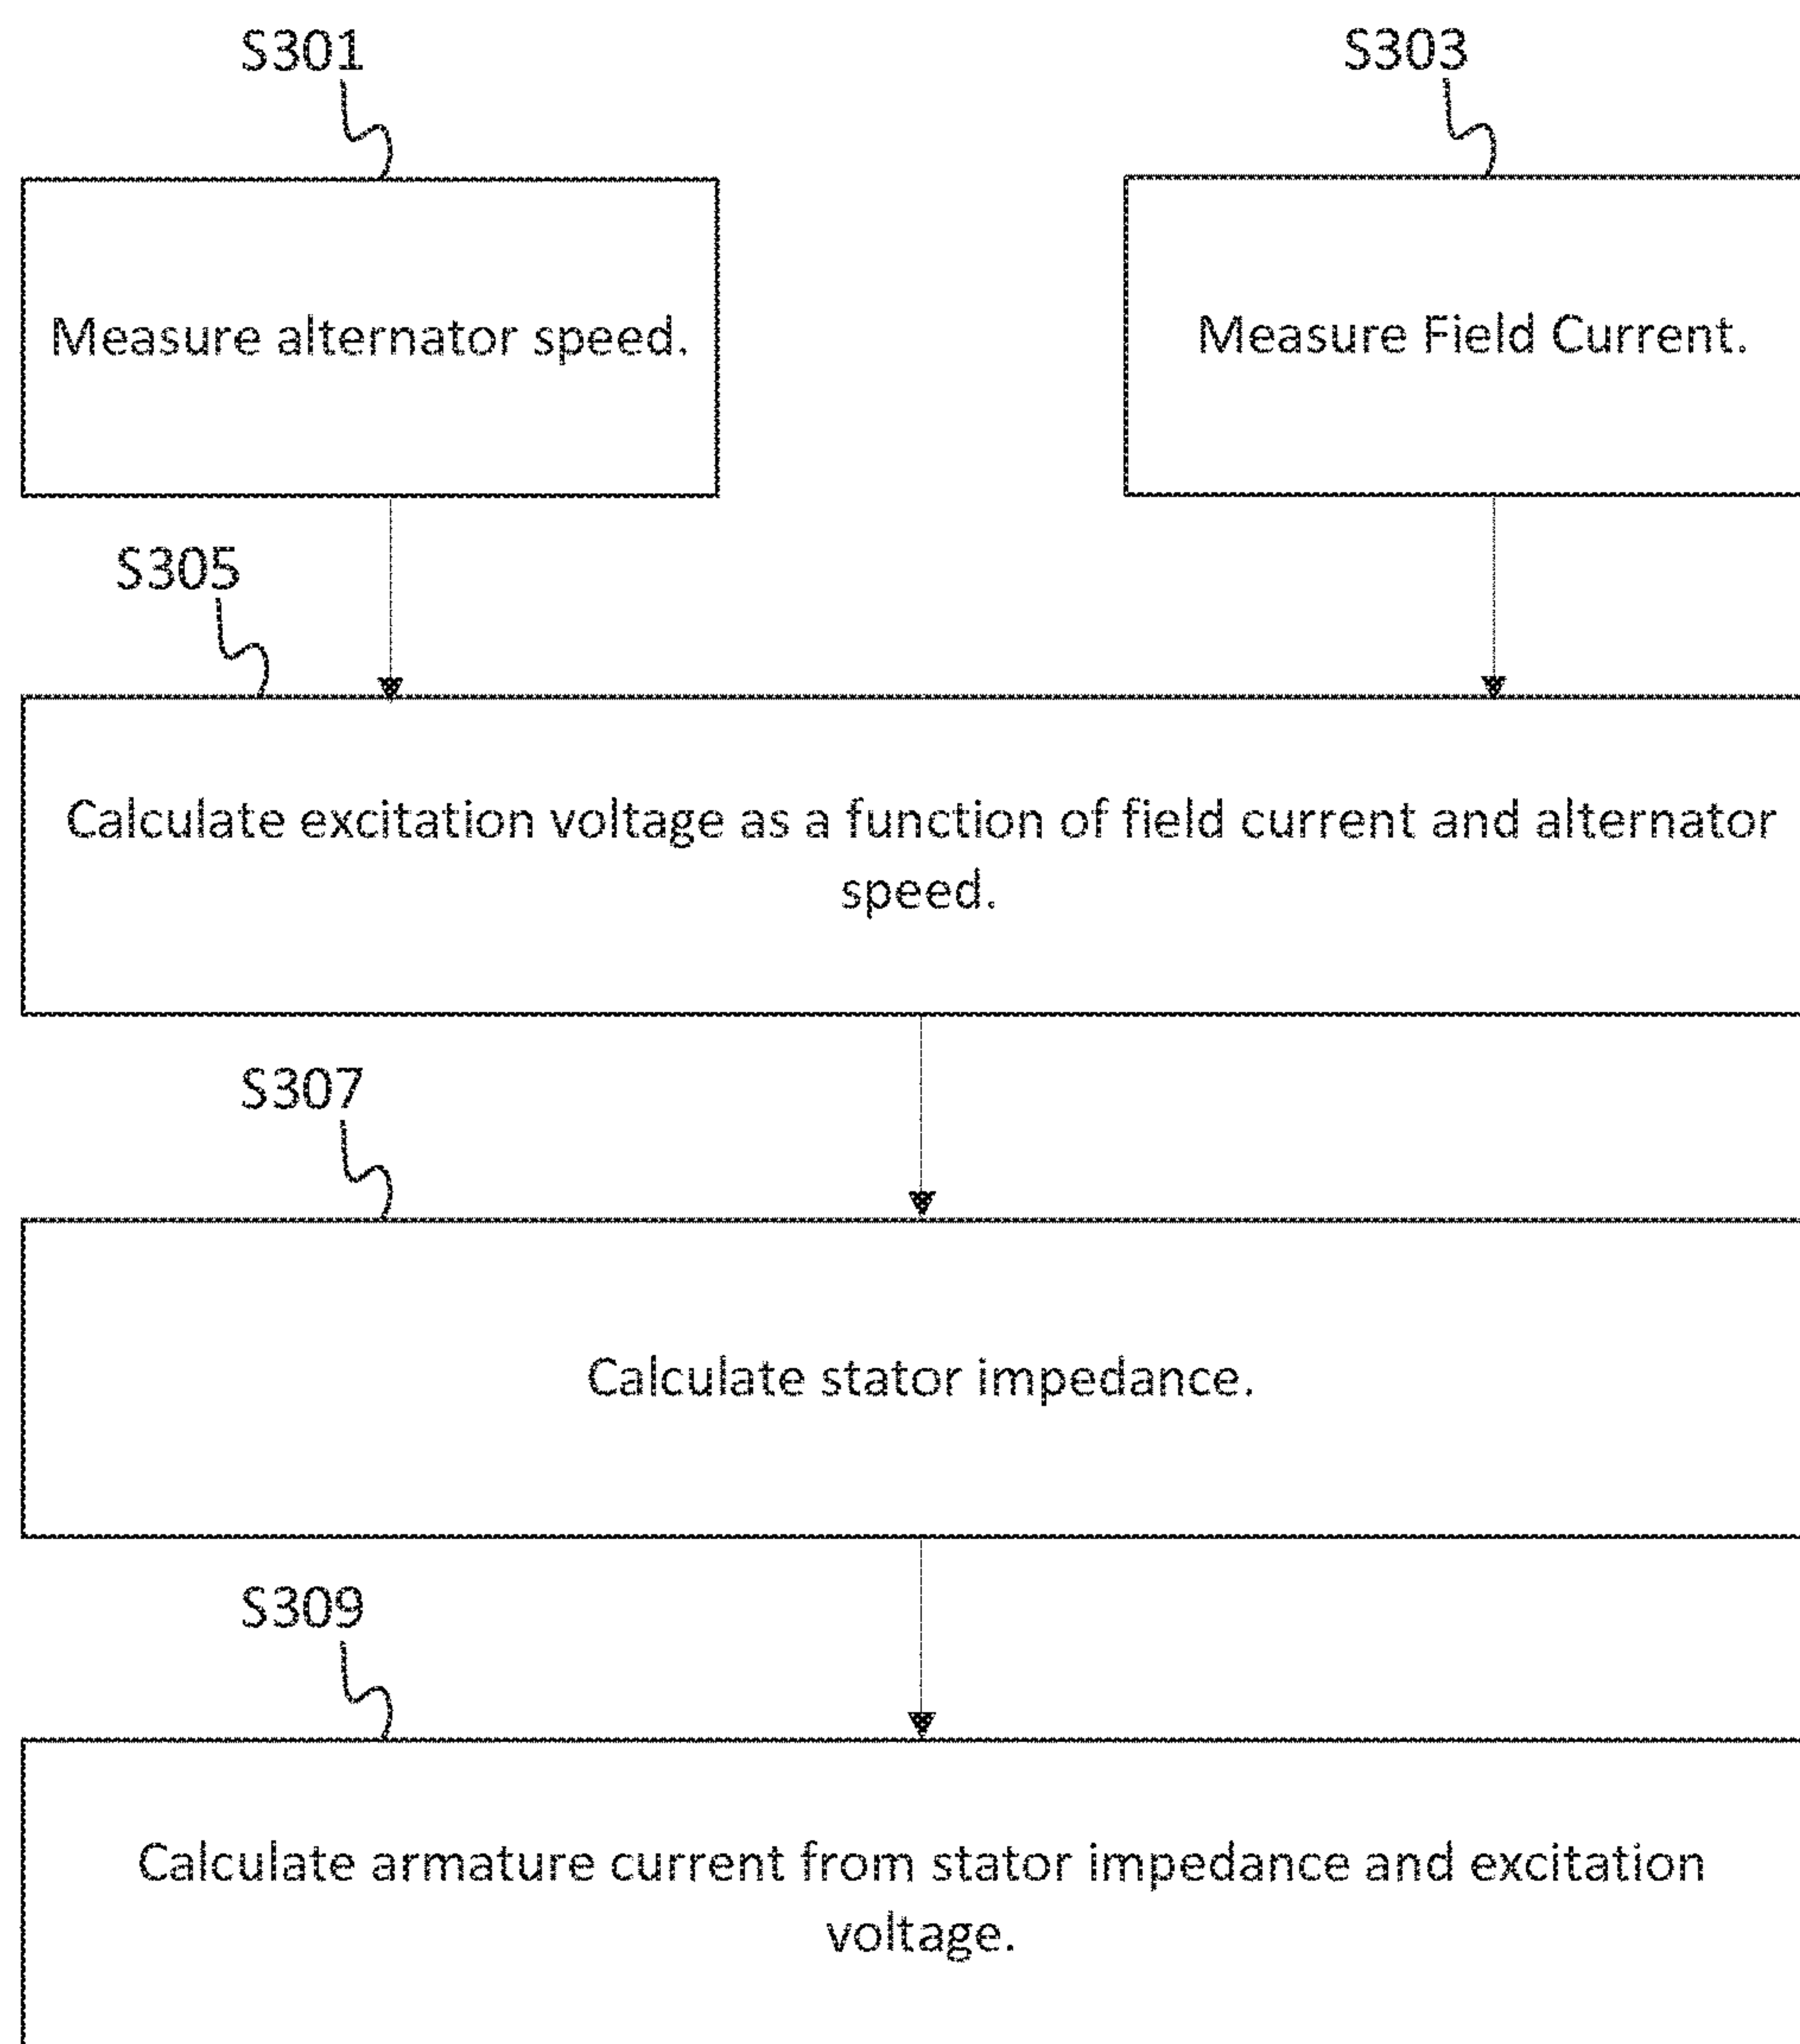 S301
S303
Measure alternator speed.
Measure Field Current.
S305
Calculate excitation voltage as a function of field current and alternator
speed.
S307
Calculate stator impedance.
S309
Calculate armature current from stator impedance and excitation
voltage.